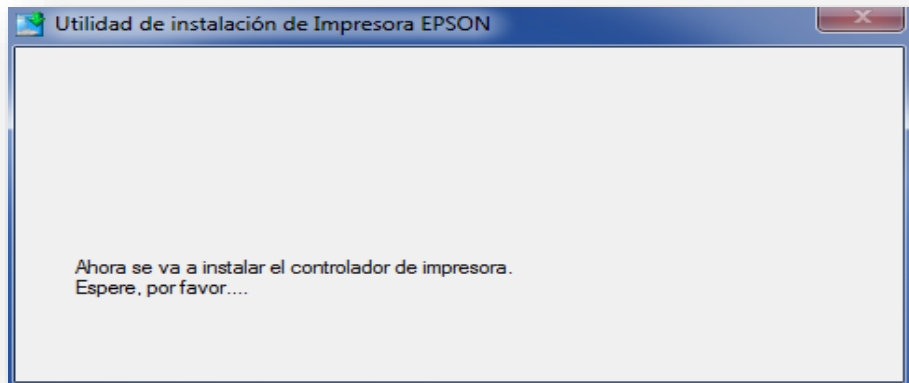 Utilidad de instalación de Impresora EPSON
Ahora se va a instalar el controlador de impresora.
Espere, por favor....